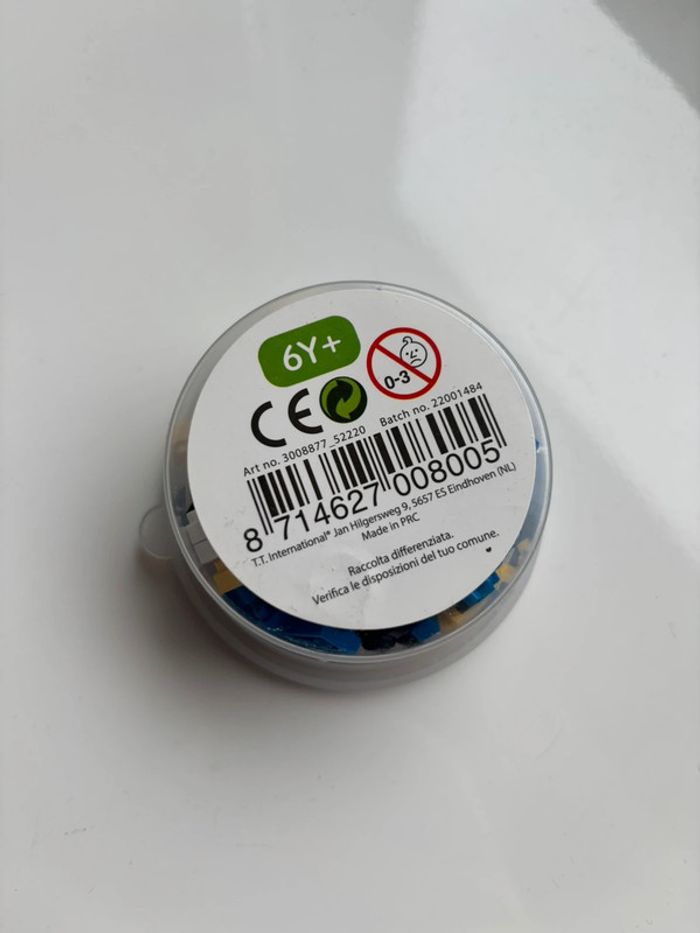 6Y+
0-3
CE
Art no. 3008877_52220 Batch no. 22001484
8 714627 008005
T.T. International® Jan Hilgersweg 9, 5657 ES Eindhoven (NL)
Made in PRC
Raccolta differenziata.
Verifica le disposizioni del tuo comune.